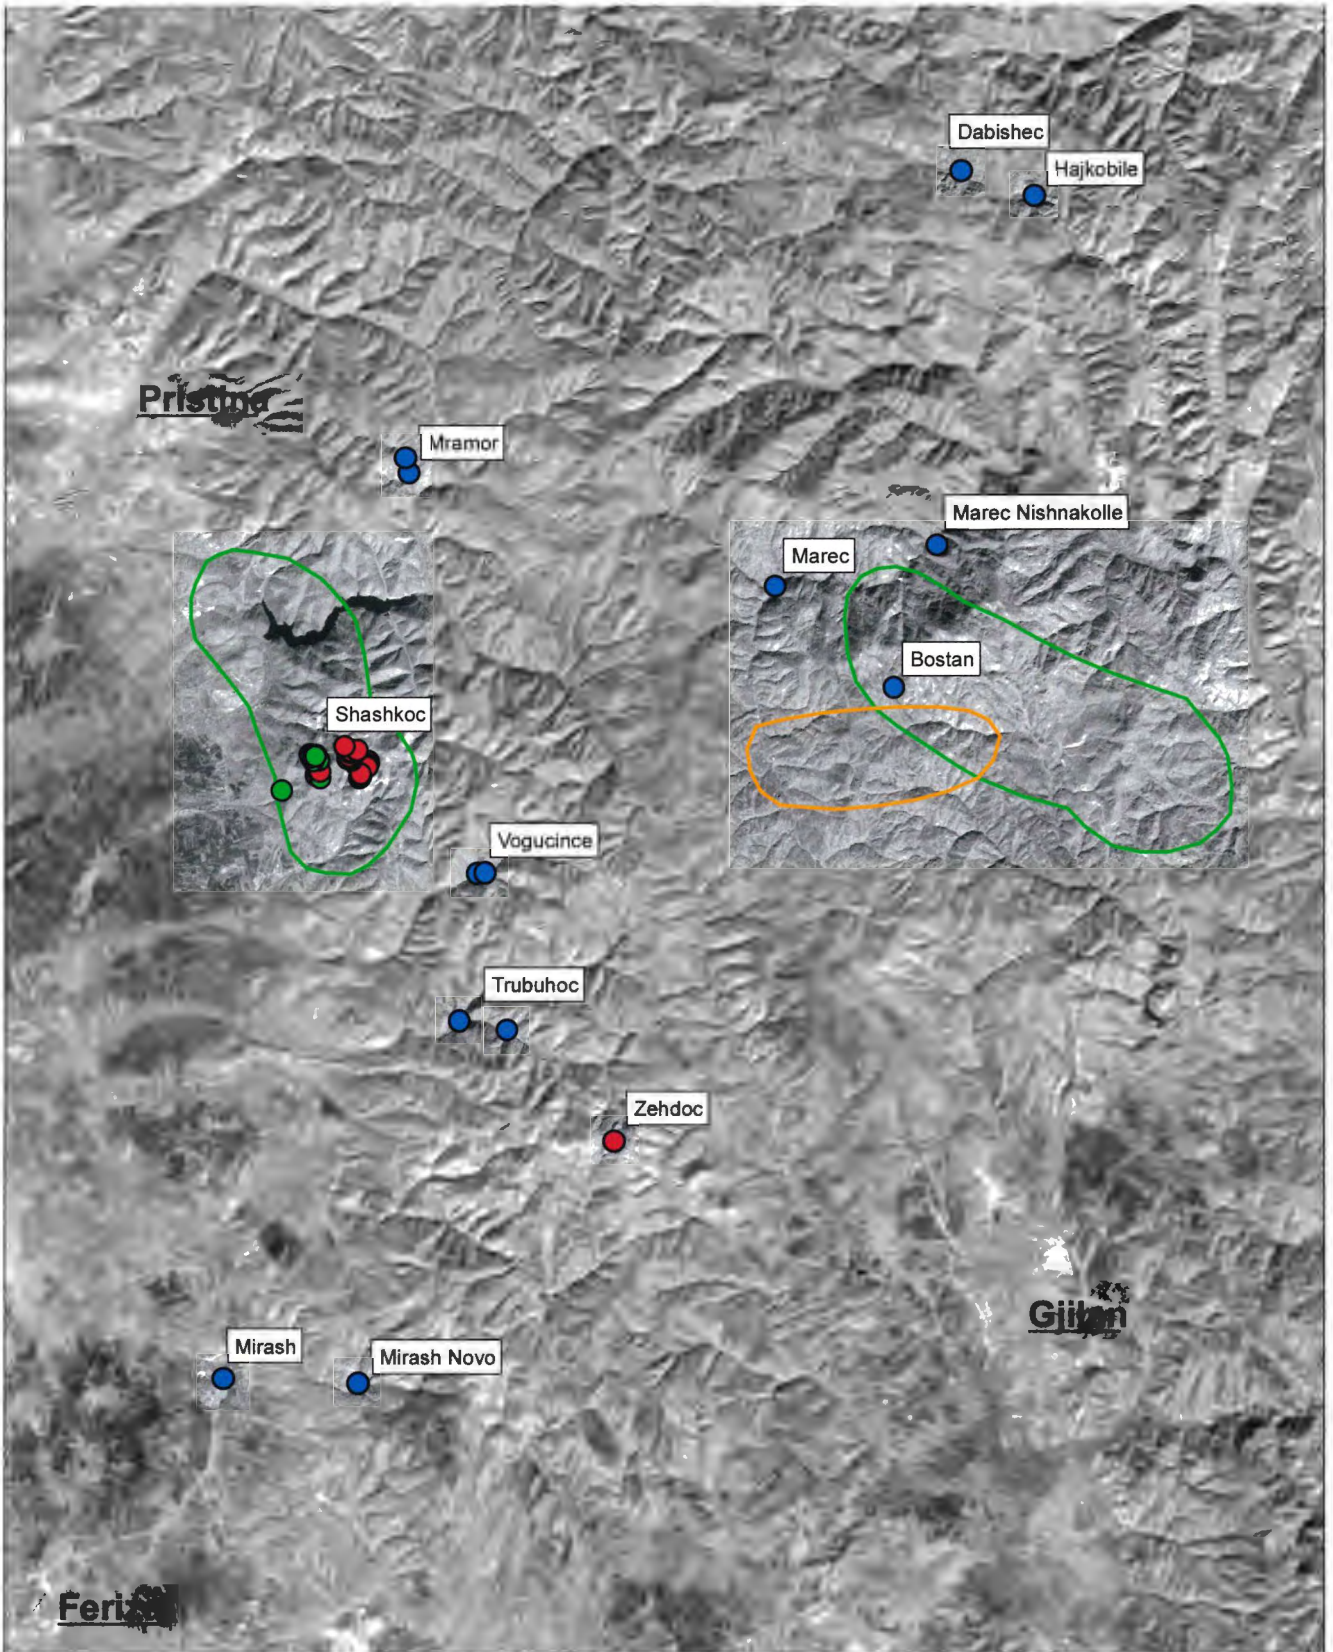 Dabishec
Hajkobile
Mramor
Marec Nishnakolle
Marec
Bostan
Shashkoc
Vogucince
Trubuhoc
Zehdoc
Mirash
Mirash Novo